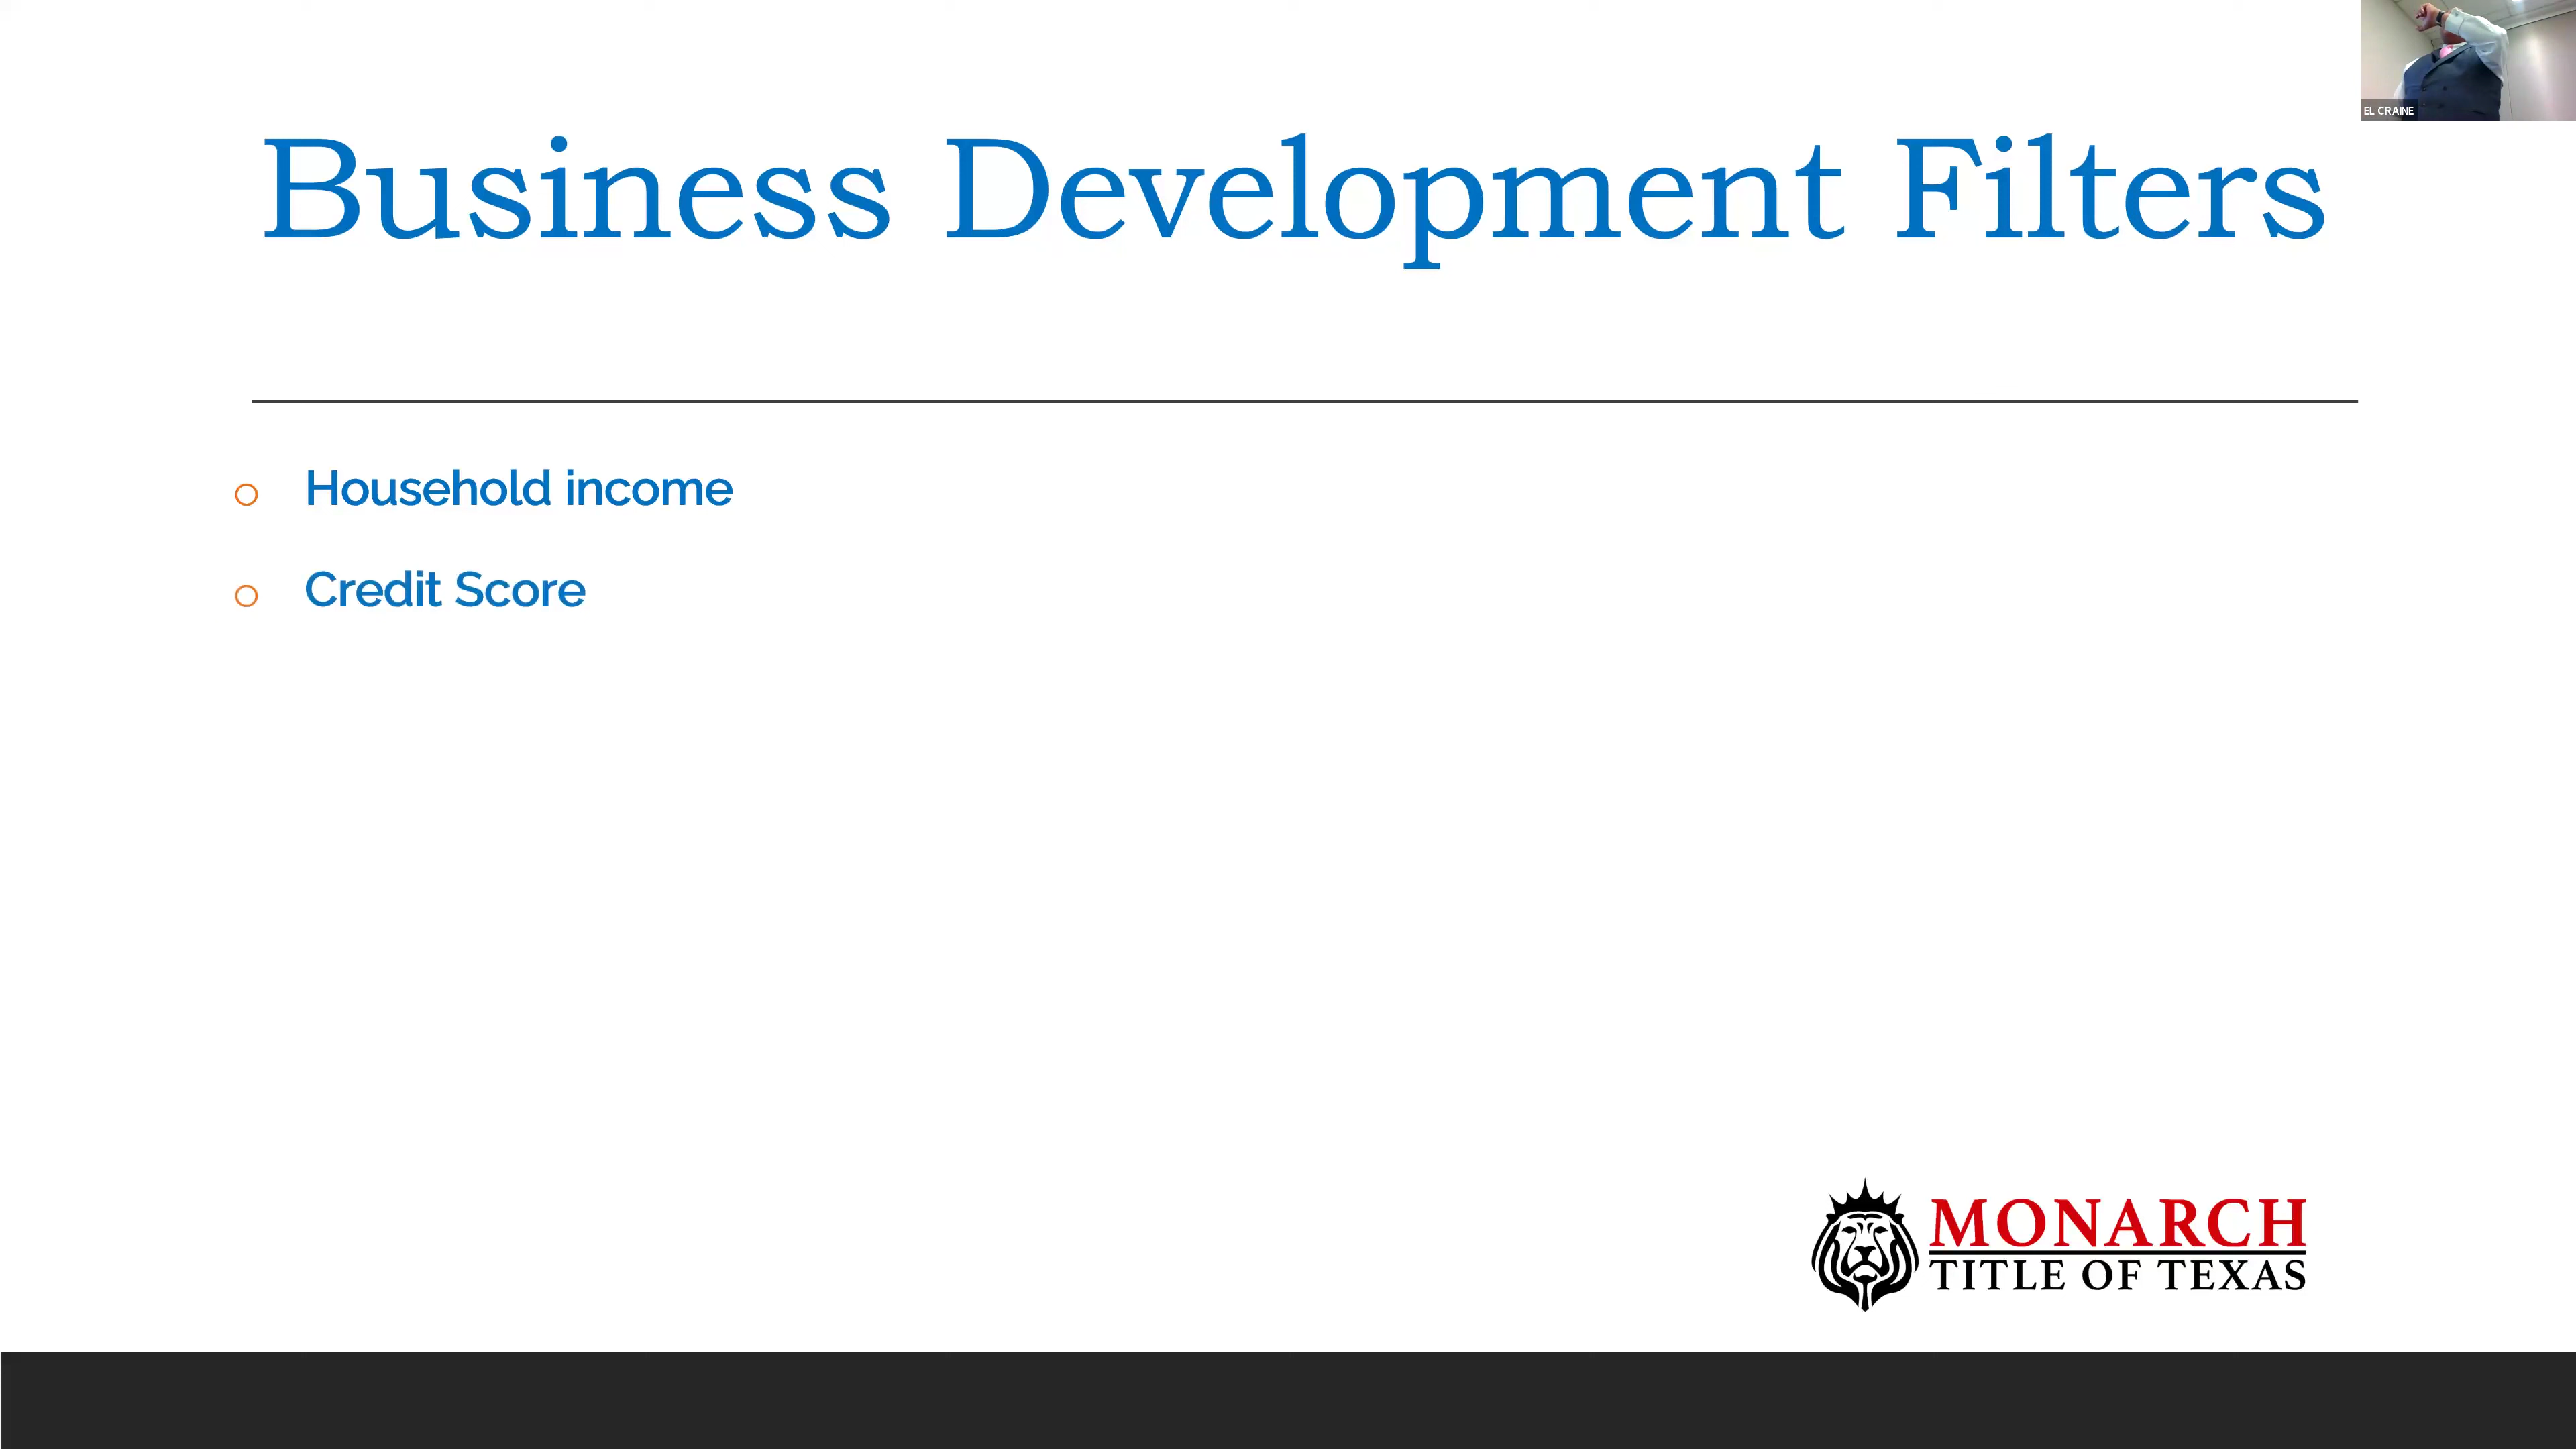 EL CRAINE
Business Development Filters
Household income
Credit Score
MONARCH
TITLE OF TEXAS